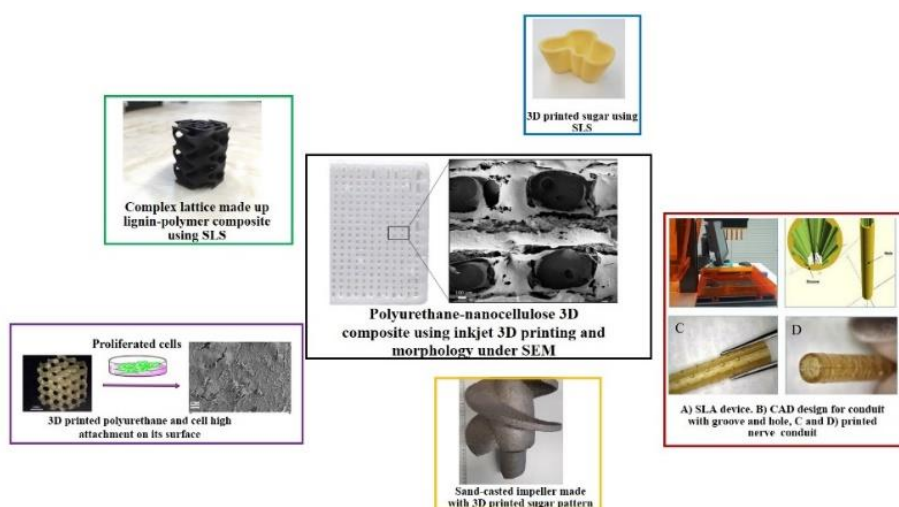 3D printed sugar using
SLS
Complex lattice made up
lignin-polymer composite
using SLS
Polyurethane-nanocellulose 3D
composite using inkjet 3D printing and
morphology under SEM
C
D
A) SLA device. B) CAD design for conduit
with groove and hole, C and D) printed
nerve conduit
Proliferated cells
3D printed polyurethane and cell high
attachment on its surface
Sand-casted impeller made
with 3D printed sugar pattern